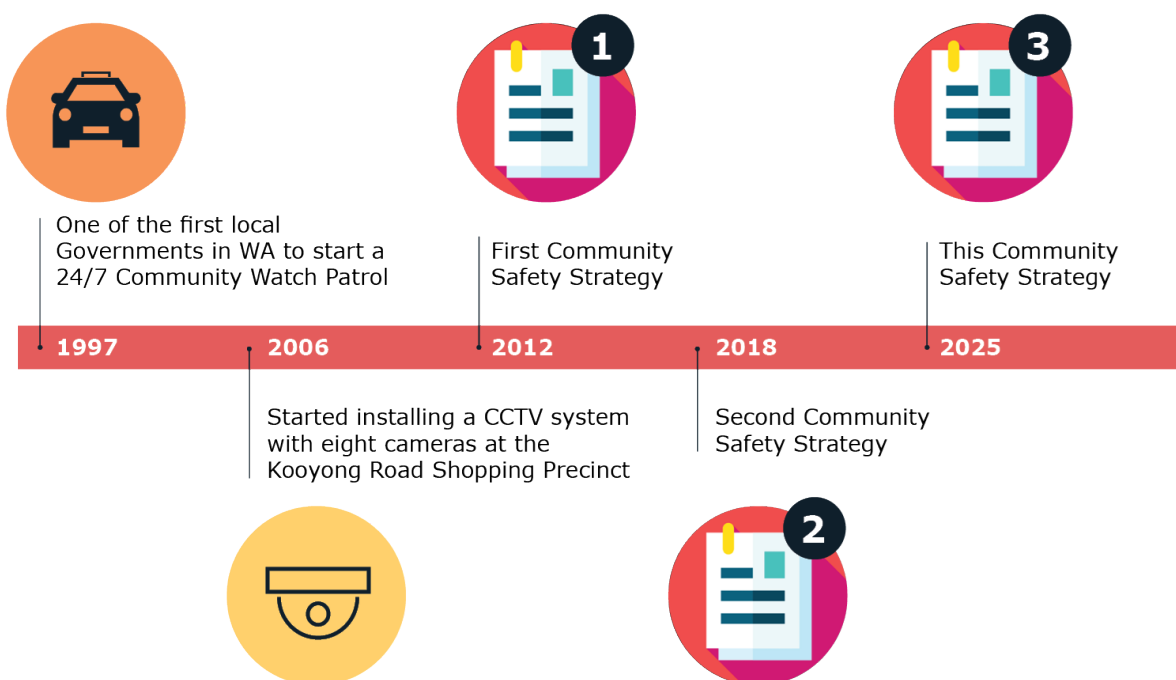 1
3
One of the first local
Governments in WA to start a
24/7 Community Watch Patrol
First Community
Safety Strategy
This Community
Safety Strategy
1997
2006
2012
2018
2025
Started installing a CCTV system
with eight cameras at the
Kooyong Road Shopping Precinct
Second Community
Safety Strategy
2